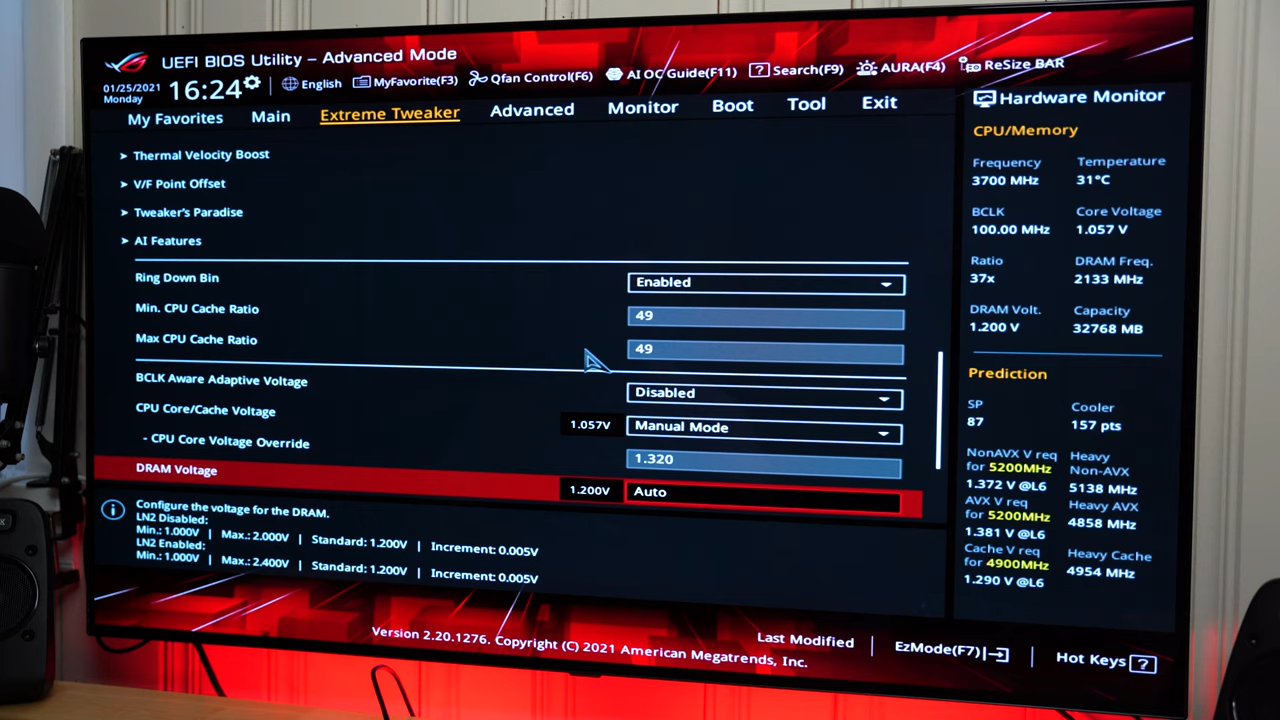 UEFI BIOS Utility – Advanced Mode
01/25/2021
Monday
16:24
English
MyFavorite(F3)
Qfan Control(F6)
AI OC Guide(F11)
? Search(F9)
AURA(F4)
ReSize BAR
My Favorites
Main
Extreme Tweaker
Advanced
Monitor
Boot
Tool
Exit
Thermal Velocity Boost
V/F Point Offset
Tweaker's Paradise
AI Features
Ring Down Bin
Enabled
Min. CPU Cache Ratio
49
Max CPU Cache Ratio
49
BCLK Aware Adaptive Voltage
Disabled
CPU Core/Cache Voltage
1.057V
Manual Mode
- CPU Core Voltage Override
1.320
DRAM Voltage
1.200V
Auto
Configure the voltage for the DRAM.
LN2 Disabled:
Min.: 1.000V | Max.: 2.000V | Standard: 1.200V | Increment: 0.005V
LN2 Enabled:
Min.: 1.000V | Max.: 2.400V | Standard: 1.200V | Increment: 0.005V
Hardware Monitor
CPU/Memory
Frequency Temperature
3700 MHz 31°C
BCLK Core Voltage
100.00 MHz 1.057 V
Ratio DRAM Freq.
37x 2133 MHz
DRAM Volt. Capacity
1.200 V 32768 MB
Prediction
SP Cooler
87 157 pts
NonAVX V req Heavy
for 5200MHz Non-AVX
1.372 V @L6 5138 MHz
AVX V req Heavy AVX
for 5200MHz 4858 MHz
1.381 V @L6
Cache V req Heavy Cache
for 4900MHz 4954 MHz
1.290 V @L6
Last Modified
EzMode(F7)
Hot Keys ?
Version 2.20.1276. Copyright (C) 2021 American Megatrends, Inc.